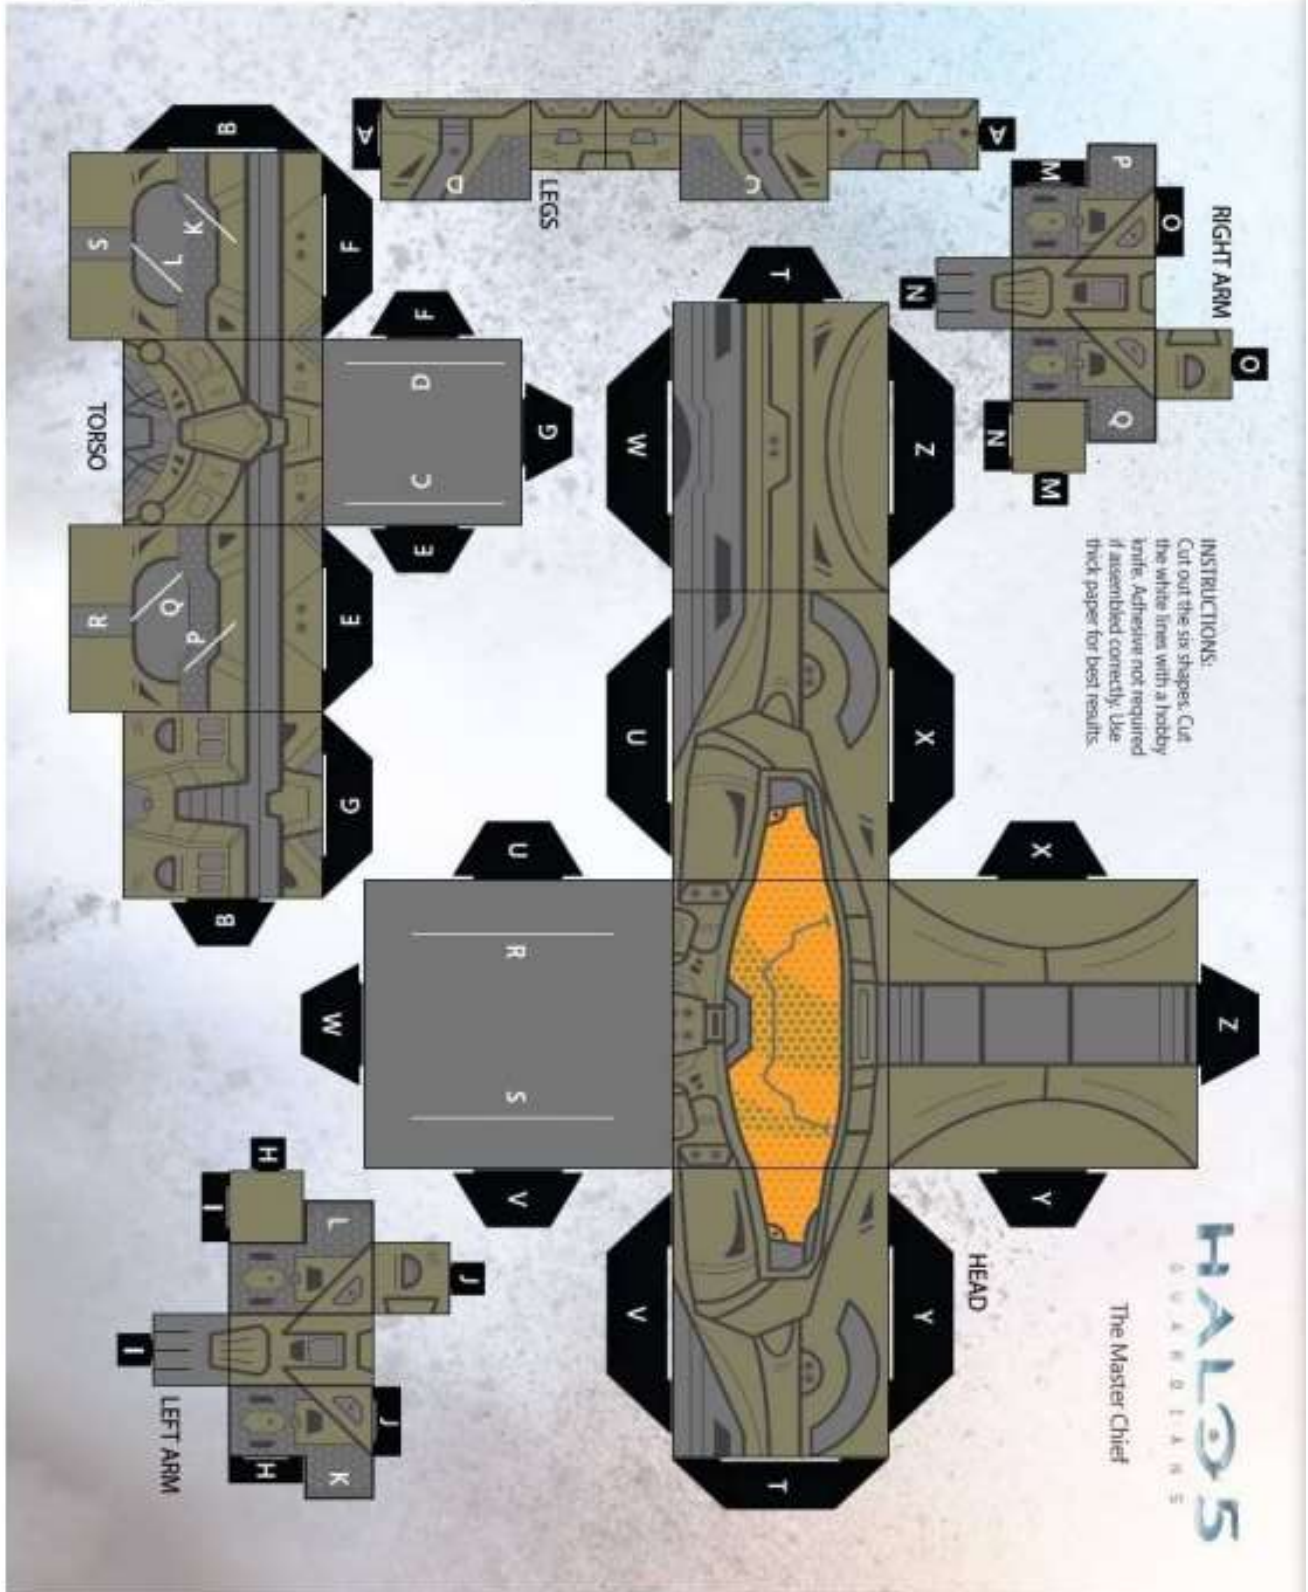 HALO 5
GUARDIANS
The Master Chief
RIGHT ARM
O
O
P
Q
M
M
N
N
INSTRUCTIONS:
Cut out the six shapes. Cut
the white lines with a hobby
knife. Adhesive not required
if assembled correctly. Use
thick paper for best results.
HEAD
Z
X
Y
Z
X
Y
T
T
W
U
V
U
V
R
S
W
LEGS
A
A
C
D
TORSO
G
F
E
D
C
F
E
G
B
B
K
L
S
P
Q
R
LEFT ARM
J
J
L
K
H
H
I
I